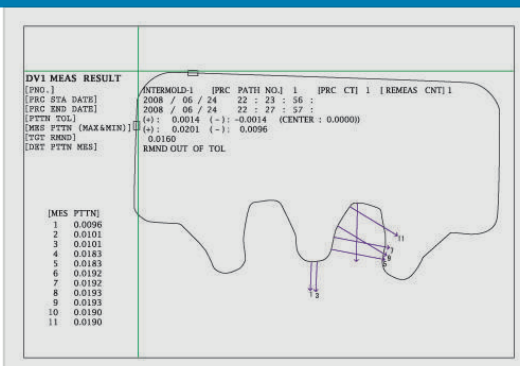 DV1 MEAS RESULT
[PNO.] INTERMOLD-1 [PRC PATH NO.] 1 [PRC CT] 1 [REMEAS CNT] 1
[PRC STA DATE] 2008 / 06 / 24 22 : 23 : 56 :
[PRC END DATE] 2008 / 06 / 24 22 : 27 : 57 :
[PTTN TOL] (+) : 0.0014 (-) : -0.0014 (CENTER : 0.0000))
[MES PTTN (MAX&MIN)] (+) : 0.0201 (-) : 0.0096
[TGT RMND] 0.0160
[DET PTTN MES] RMND OUT OF TOL
[MES PTTN]
1 0.0096
2 0.0101
3 0.0101
4 0.0183
5 0.0183
6 0.0192
7 0.0192
8 0.0193
9 0.0193
10 0.0190
11 0.0190
11
3